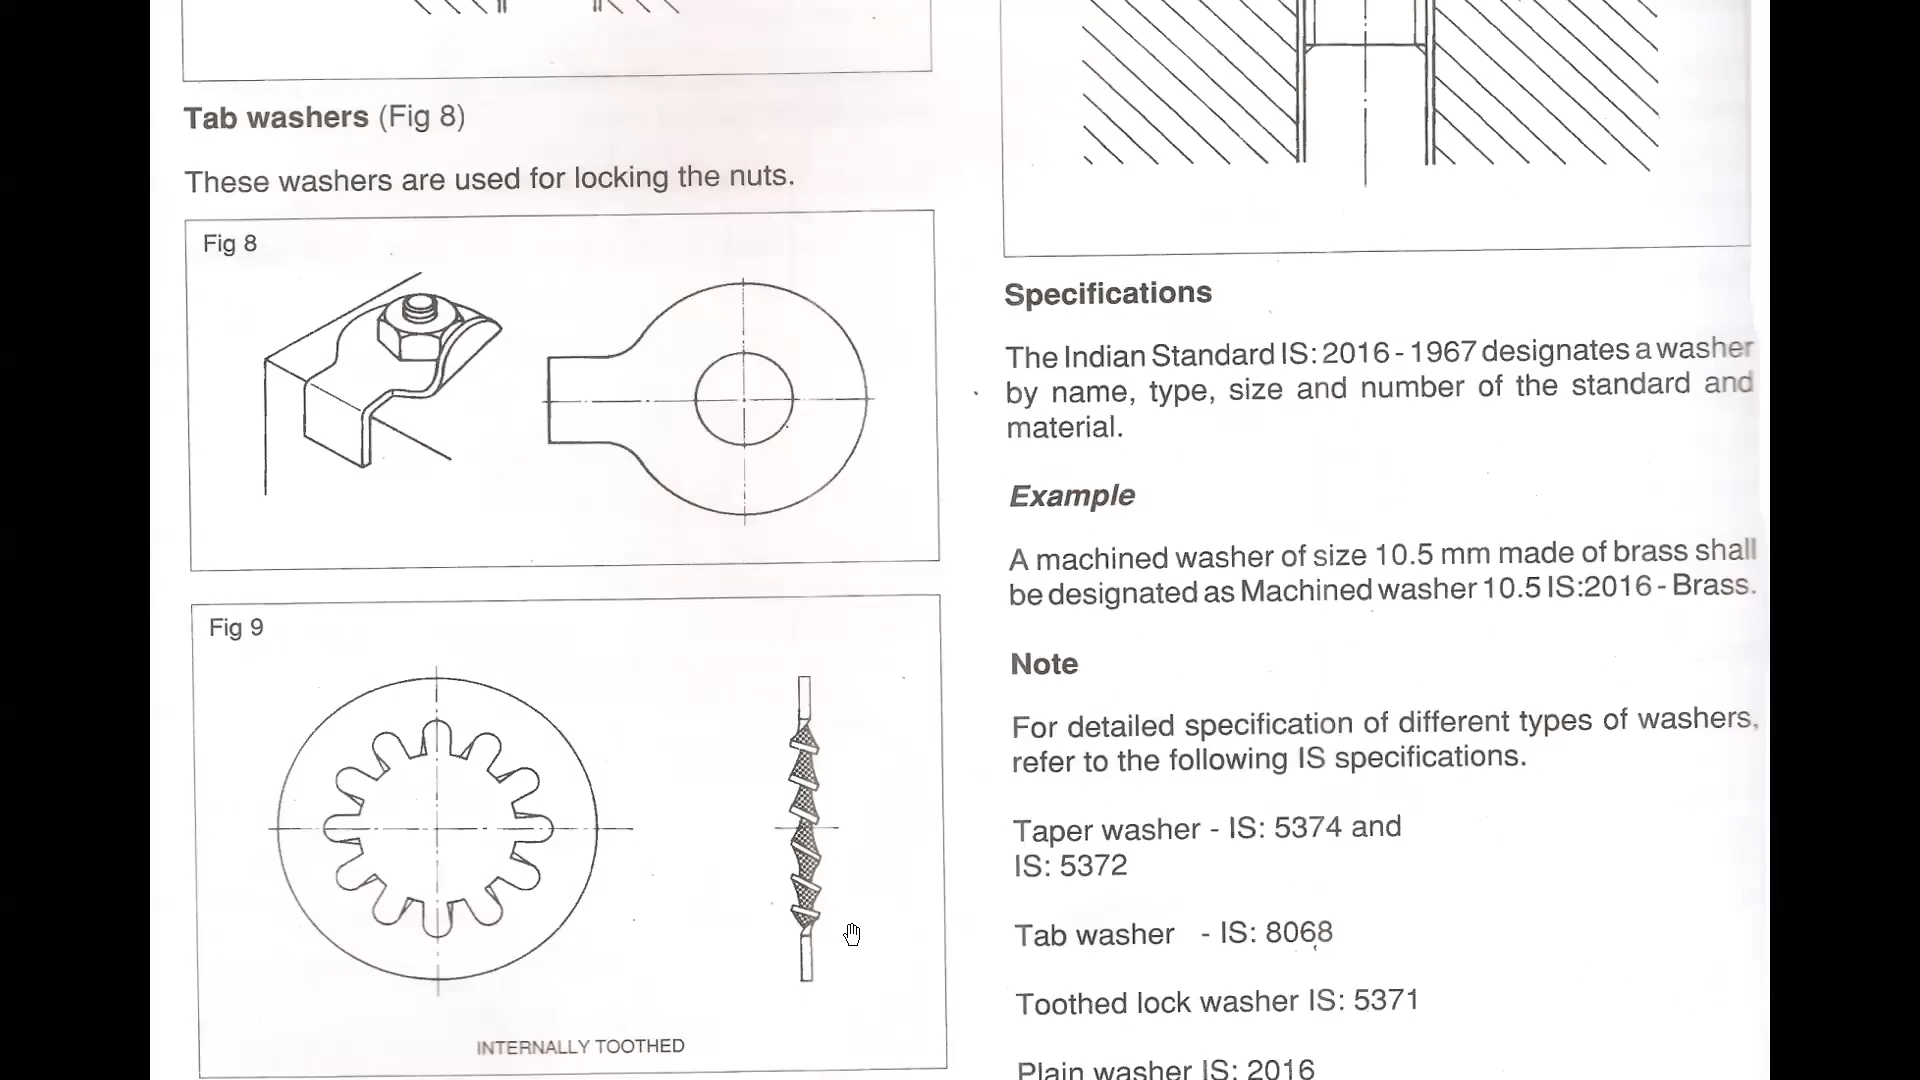 Tab washers (Fig 8)
These washers are used for locking the nuts.
Fig 8
Fig 9
INTERNALLY TOOTHED
Specifications
The Indian Standard IS: 2016 - 1967 designates a washer
by name, type, size and number of the standard and
material.
Example
A machined washer of size 10.5 mm made of brass shall
be designated as Machined washer 10.5 IS:2016 - Brass.
Note
For detailed specification of different types of washers,
refer to the following IS specifications.
Taper washer - IS: 5374 and
IS: 5372
Tab washer - IS: 8068
Toothed lock washer IS: 5371
Plain washer IS: 2016